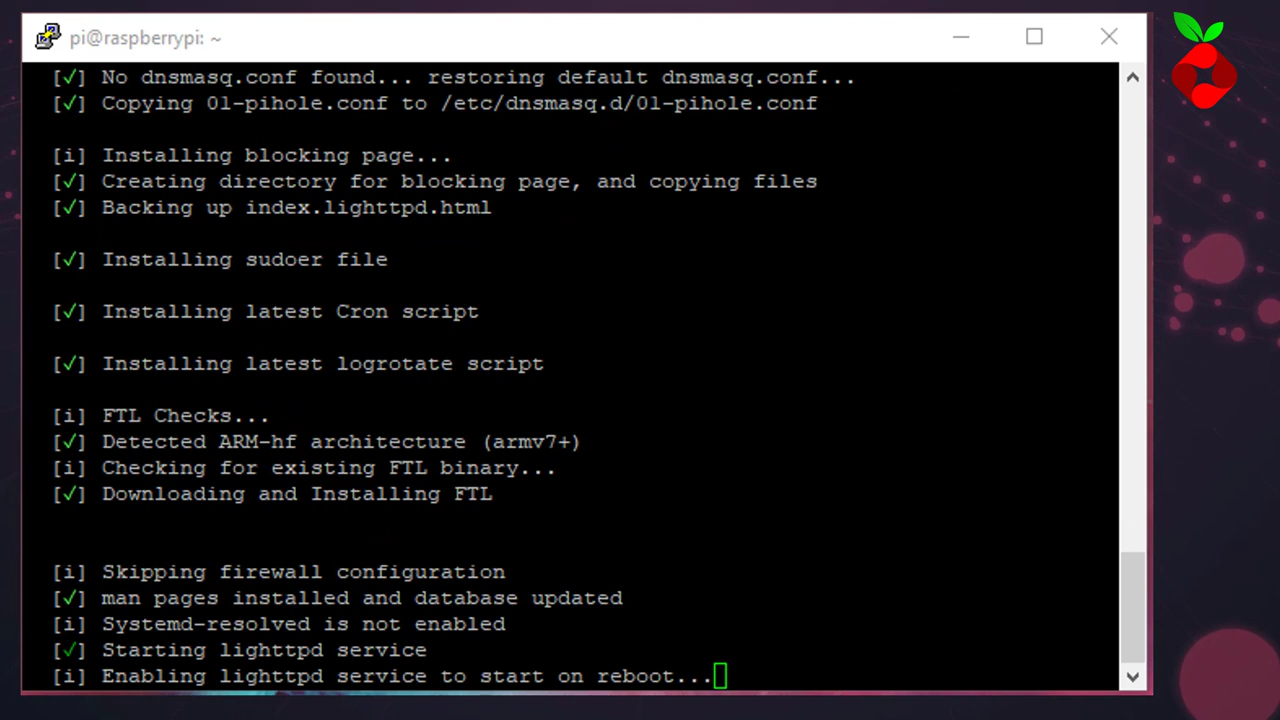 pi@raspberrypi: ~
[✓] No dnsmasq.conf found... restoring default dnsmasq.conf...
[✓] Copying 01-pihole.conf to /etc/dnsmasq.d/01-pihole.conf
[i] Installing blocking page...
[✓] Creating directory for blocking page, and copying files
[✓] Backing up index.lighttpd.html
[✓] Installing sudoer file
[✓] Installing latest Cron script
[✓] Installing latest logrotate script
[i] FTL Checks...
[✓] Detected ARM-hf architecture (armv7+)
[i] Checking for existing FTL binary...
[✓] Downloading and Installing FTL
[i] Skipping firewall configuration
[✓] man pages installed and database updated
[i] Systemd-resolved is not enabled
[✓] Starting lighttpd service
[i] Enabling lighttpd service to start on reboot...